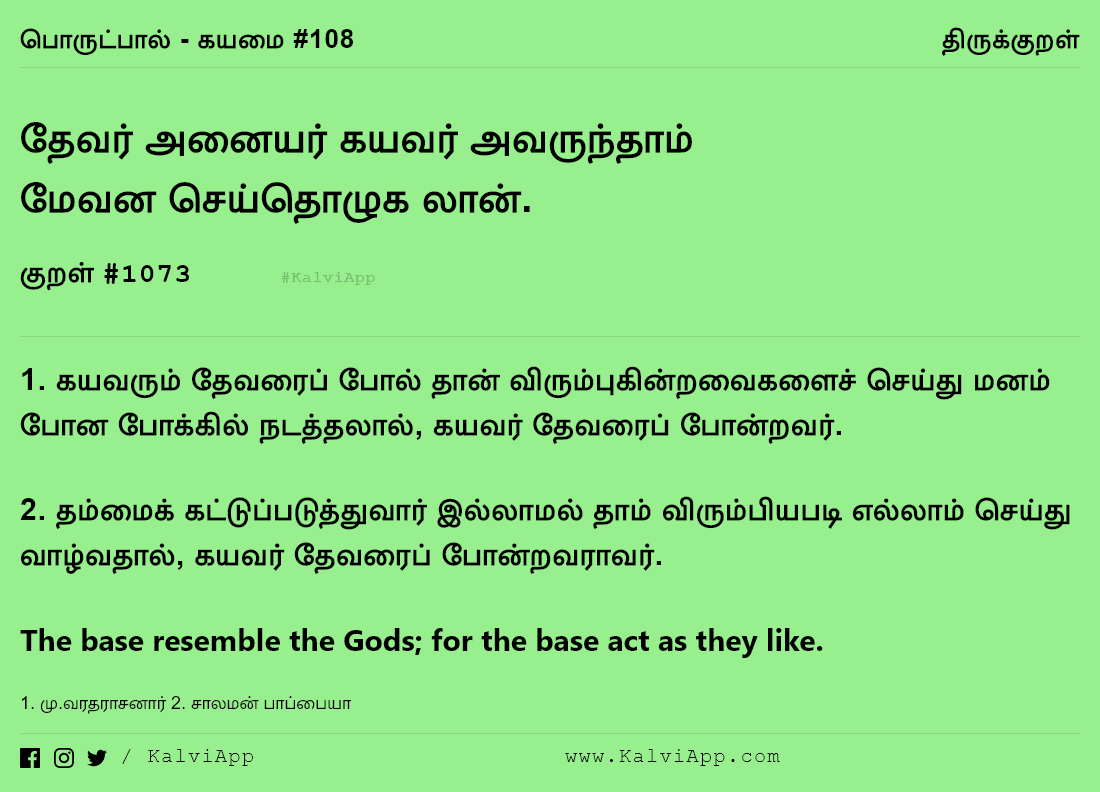 பொருட்பால் - கயமை #108
திருக்குறள்
தேவர் அனையர் கயவர் அவருந்தாம்
மேவன செய்தொழுக லான்.
குறள் #1073
#KalviApp
1. கயவரும் தேவரைப் போல் தான் விரும்புகின்றவைகளைச் செய்து மனம்
போன போக்கில் நடத்தலால், கயவர் தேவரைப் போன்றவர்.
2. தம்மைக் கட்டுப்படுத்துவார் இல்லாமல் தாம் விரும்பியபடி எல்லாம் செய்து
வாழ்வதால், கயவர் தேவரைப் போன்றவராவர்.
The base resemble the Gods; for the base act as they like.
1. மு.வரதராசனார் 2. சாலமன் பாப்பையா
/ KalviApp
www.KalviApp.com